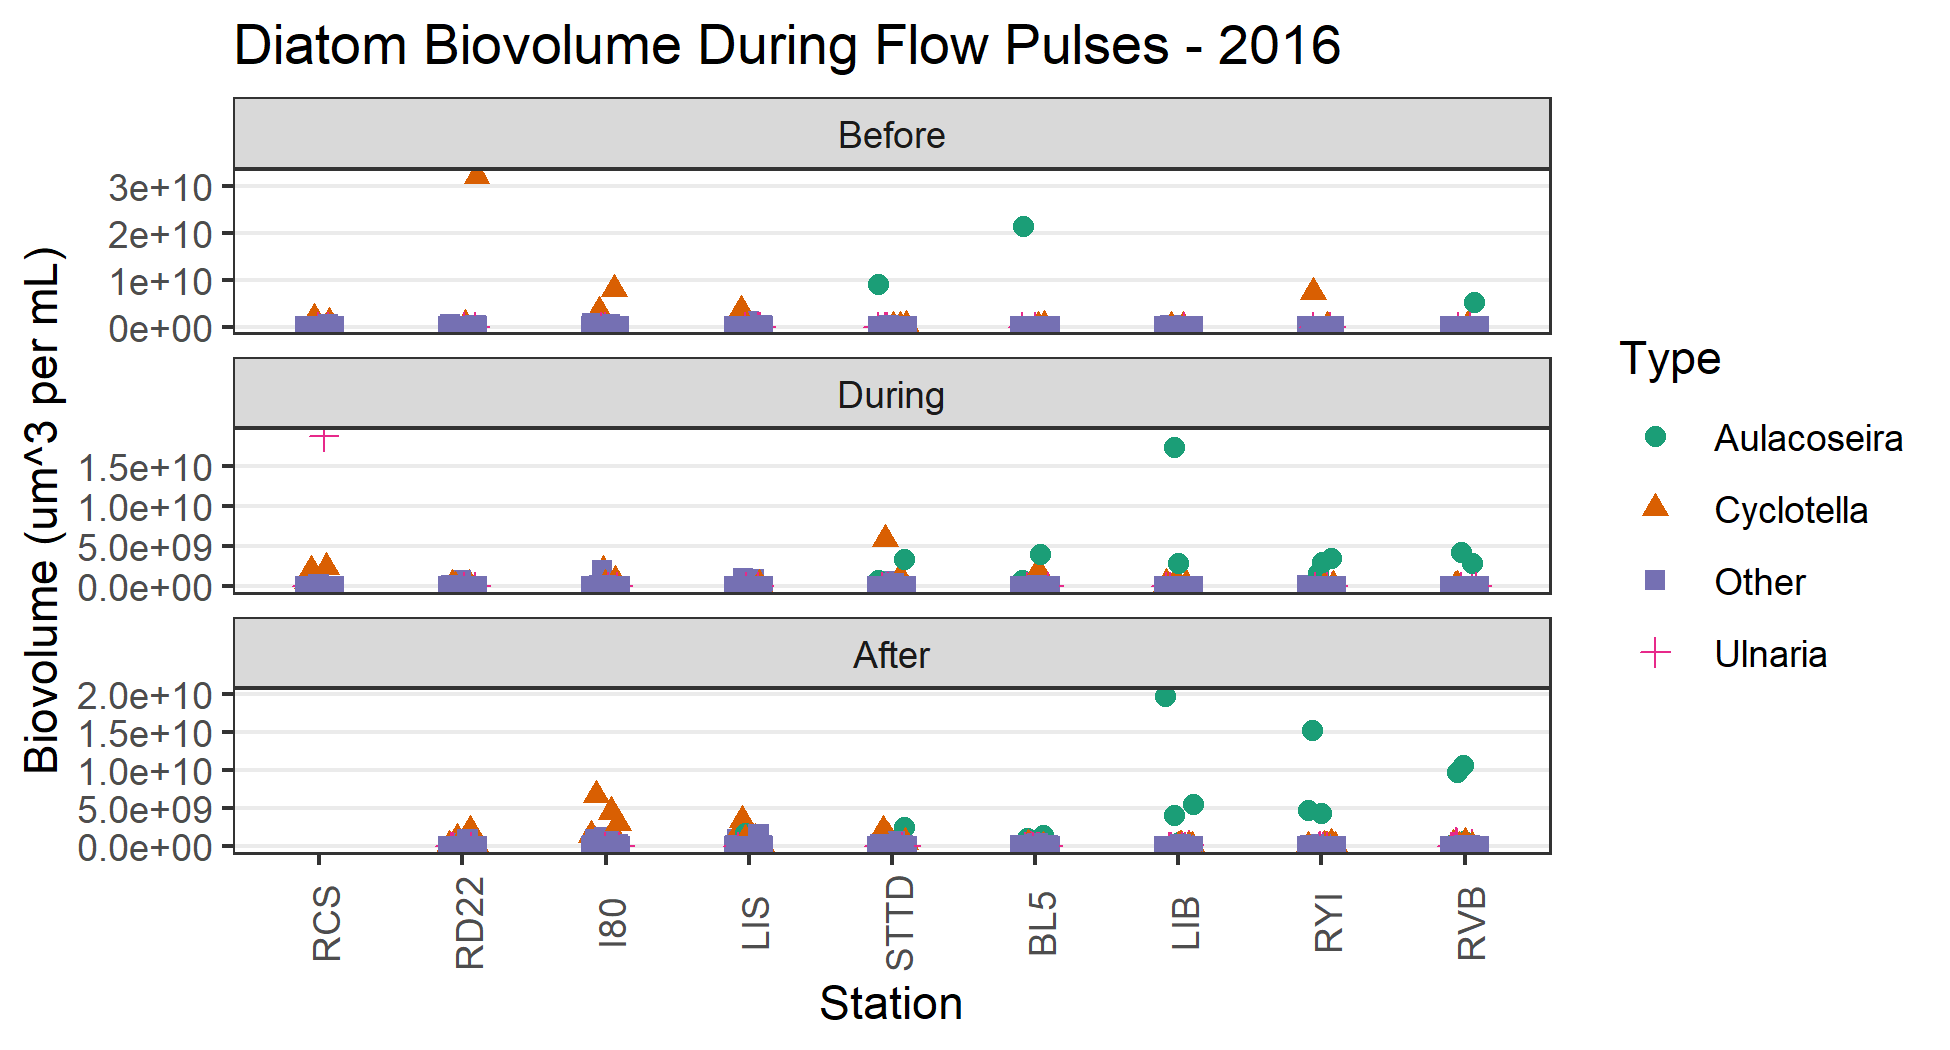 Diatom Biovolume During Flow Pulses - 2016
Before
3e+10
2e+10
1e+10
0e+00
During
1.5e+10
1.0e+10
5.0e+09
0.0e+00
After
2.0e+10
1.5e+10
1.0e+10
5.0e+09
0.0e+00
Biovolume (um^3 per mL)
RCS
RD22
I80
LIS
STTD
BL5
LIB
RYI
RVB
Station
Type
Aulacoseira
Cyclotella
Other
Ulnaria